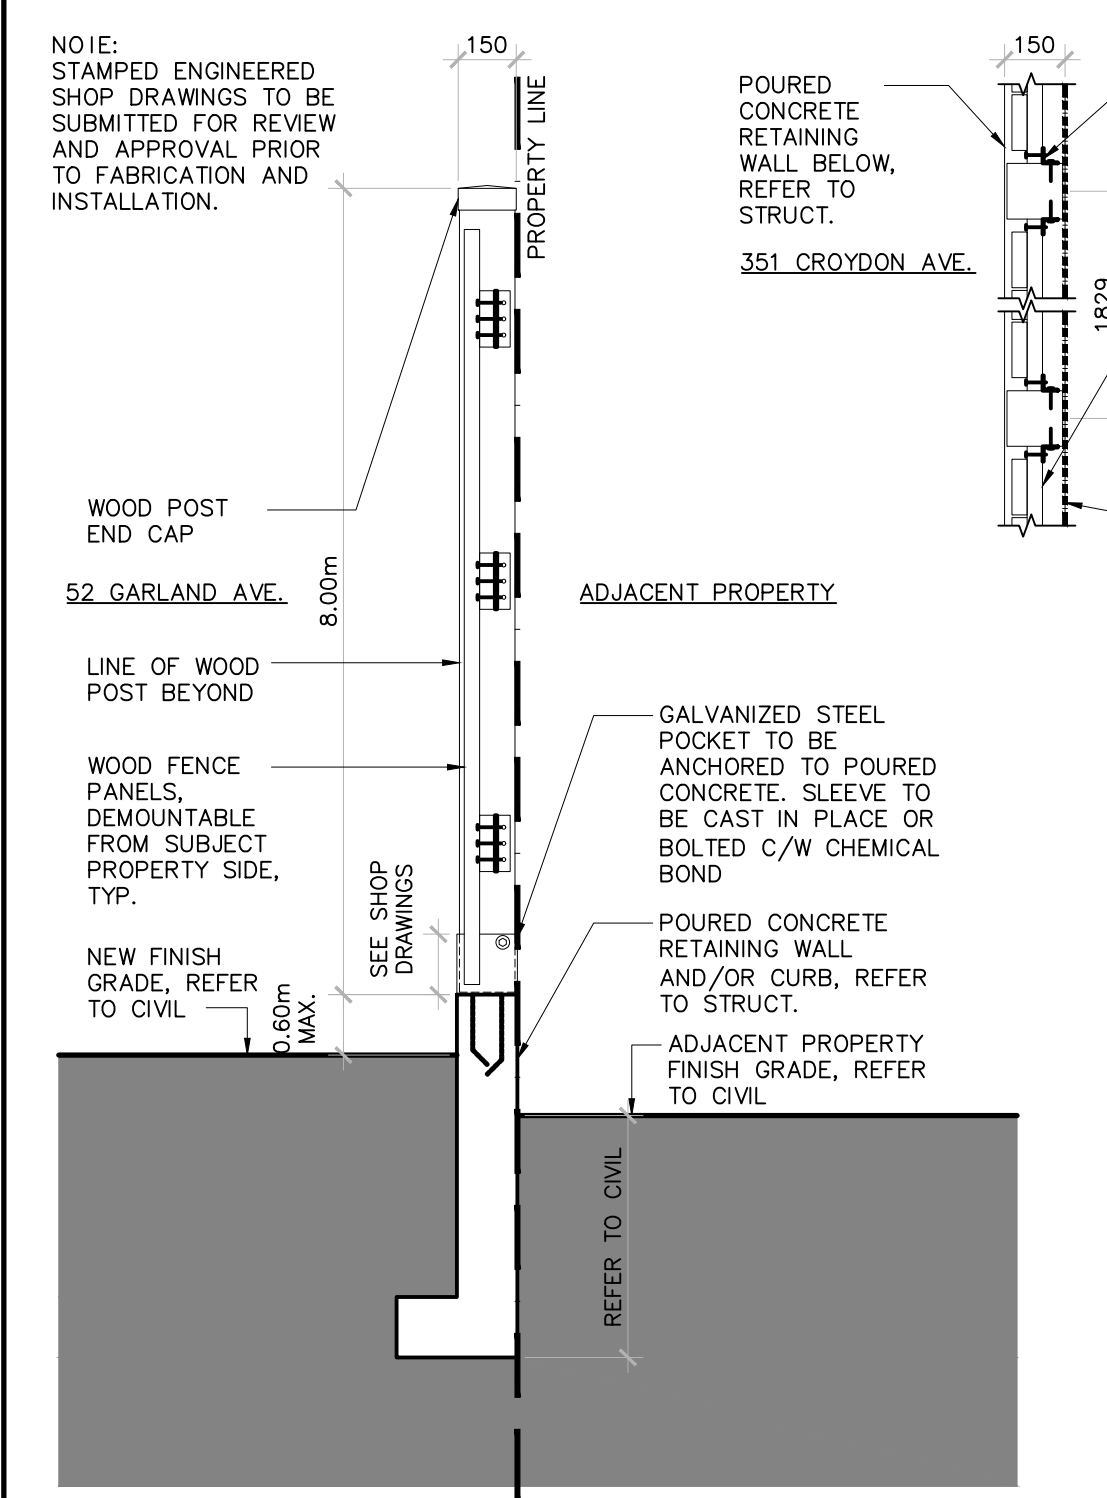 NOIE:
STAMPED ENGINEERED
SHOP DRAWINGS TO BE
SUBMITTED FOR REVIEW
AND APPROVAL PRIOR
TO FABRICATION AND
INSTALLATION.
150
PROPERTY LINE
WOOD POST
END CAP
52 GARLAND AVE.
8.00m
LINE OF WOOD
POST BEYOND
WOOD FENCE
PANELS,
DEMOUNTABLE
FROM SUBJECT
PROPERTY SIDE,
TYP.
SEE SHOP
DRAWINGS
NEW FINISH
GRADE, REFER
TO CIVIL
0.60m
MAX.
POURED
CONCRETE
RETAINING
WALL BELOW,
REFER TO
STRUCT.
351 CROYDON AVE.
150
1829
ADJACENT PROPERTY
GALVANIZED STEEL
POCKET TO BE
ANCHORED TO POURED
CONCRETE. SLEEVE TO
BE CAST IN PLACE OR
BOLTED C/W CHEMICAL
BOND
POURED CONCRETE
RETAINING WALL
AND/OR CURB, REFER
TO STRUCT.
ADJACENT PROPERTY
FINISH GRADE, REFER
TO CIVIL
REFER TO CIVIL